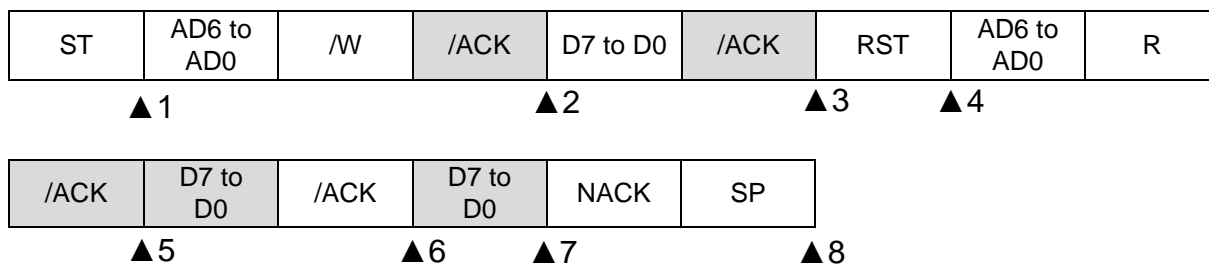 ST
AD6 to
AD0
/W
/ACK
D7 to D0
/ACK
RST
AD6 to
AD0
R
▲1
▲2
▲3
▲4
/ACK
D7 to
D0
/ACK
D7 to
D0
NACK
SP
▲5
▲6
▲7
▲8